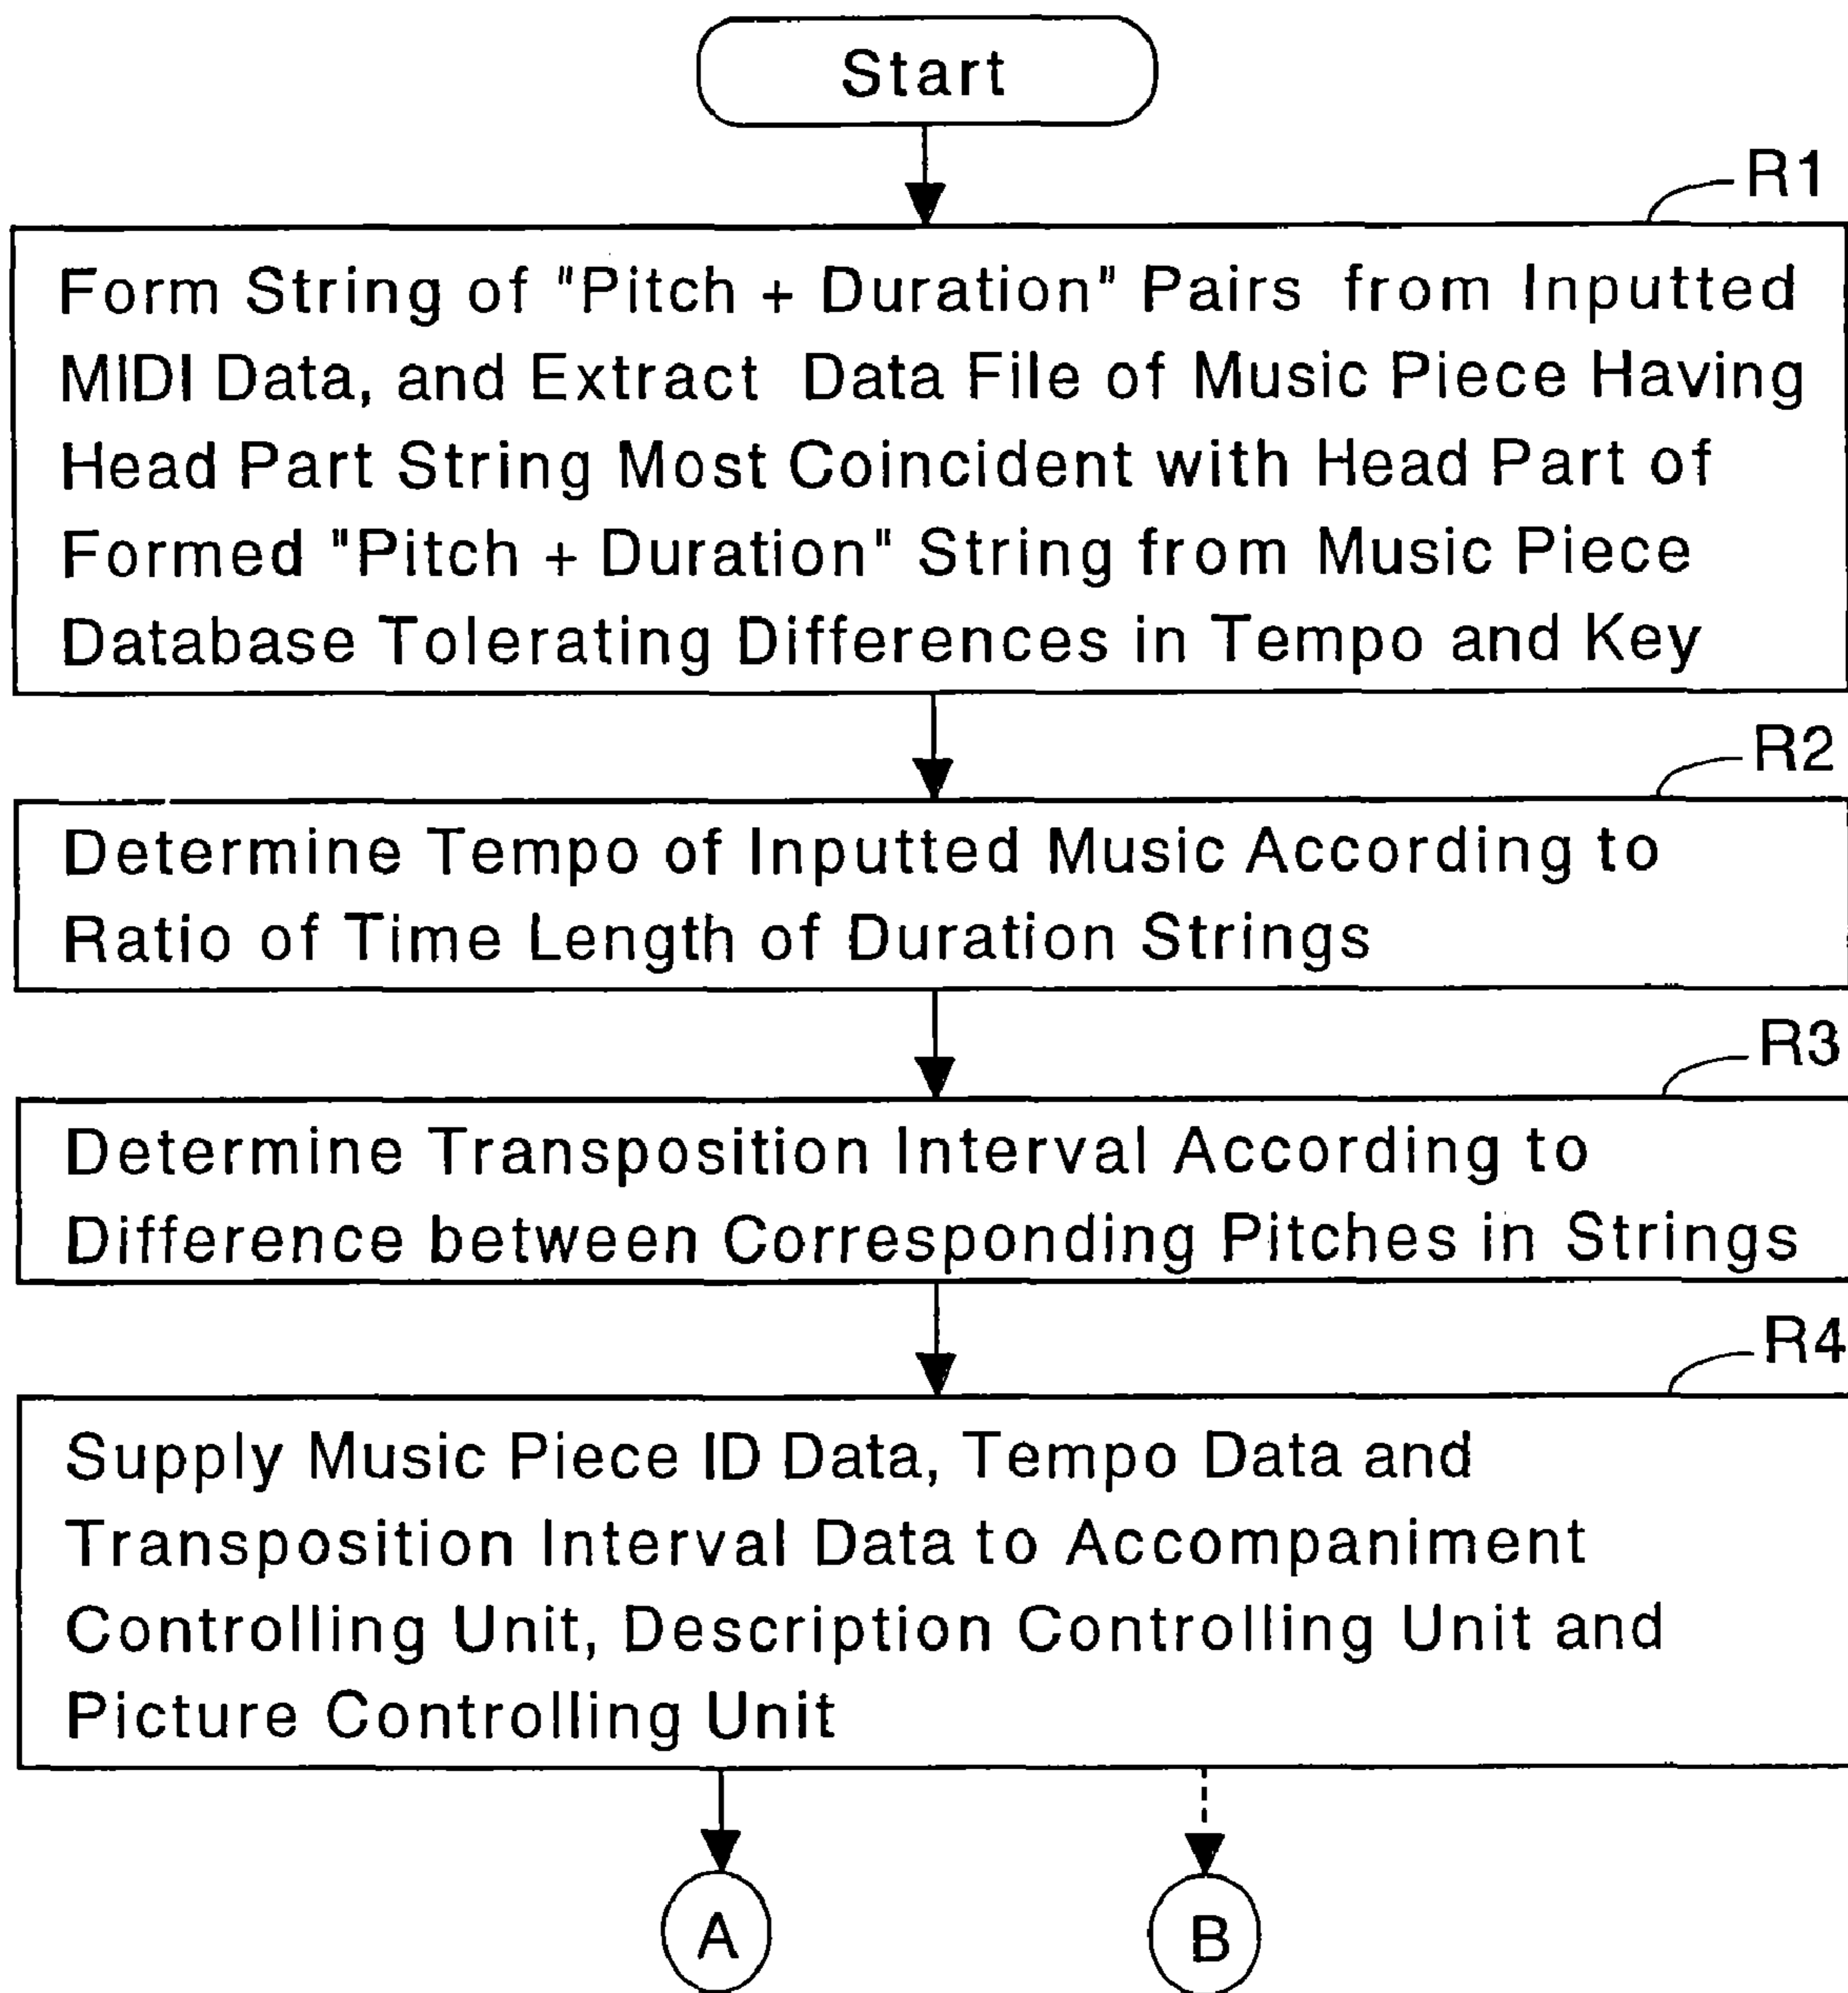 Start
R1
Form String of "Pitch + Duration" Pairs from Inputted
MIDI Data, and Extract Data File of Music Piece Having
Head Part String Most Coincident with Head Part of
Formed "Pitch + Duration" String from Music Piece
Database Tolerating Differences in Tempo and Key
R2
Determine Tempo of Inputted Music According to
Ratio of Time Length of Duration Strings
R3
Determine Transposition Interval According to
Difference between Corresponding Pitches in Strings
R4
Supply Music Piece ID Data, Tempo Data and
Transposition Interval Data to Accompaniment
Controlling Unit, Description Controlling Unit and
Picture Controlling Unit
A
B